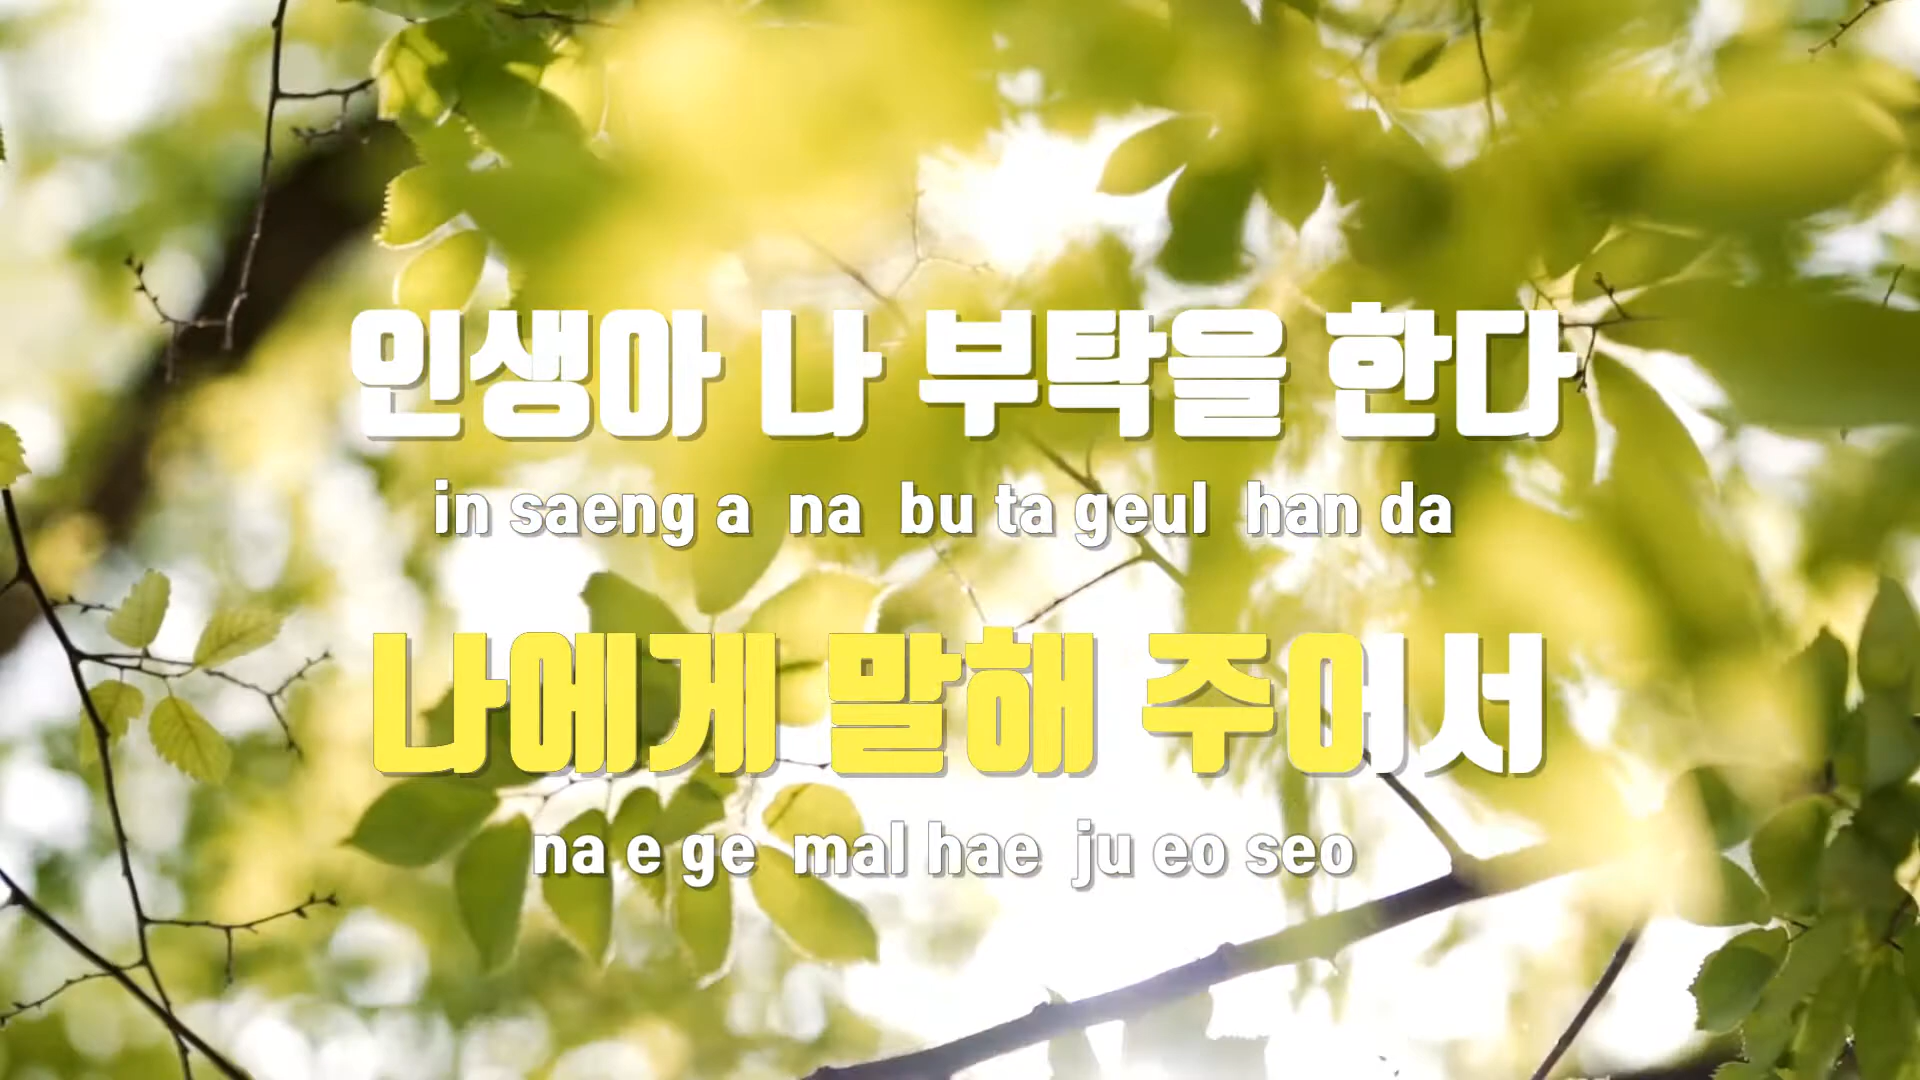 인생아 나 부탁을 한다
in saeng a na bu ta geul han da
나에게 말해 주어서
na e ge mal hae ju eo seo